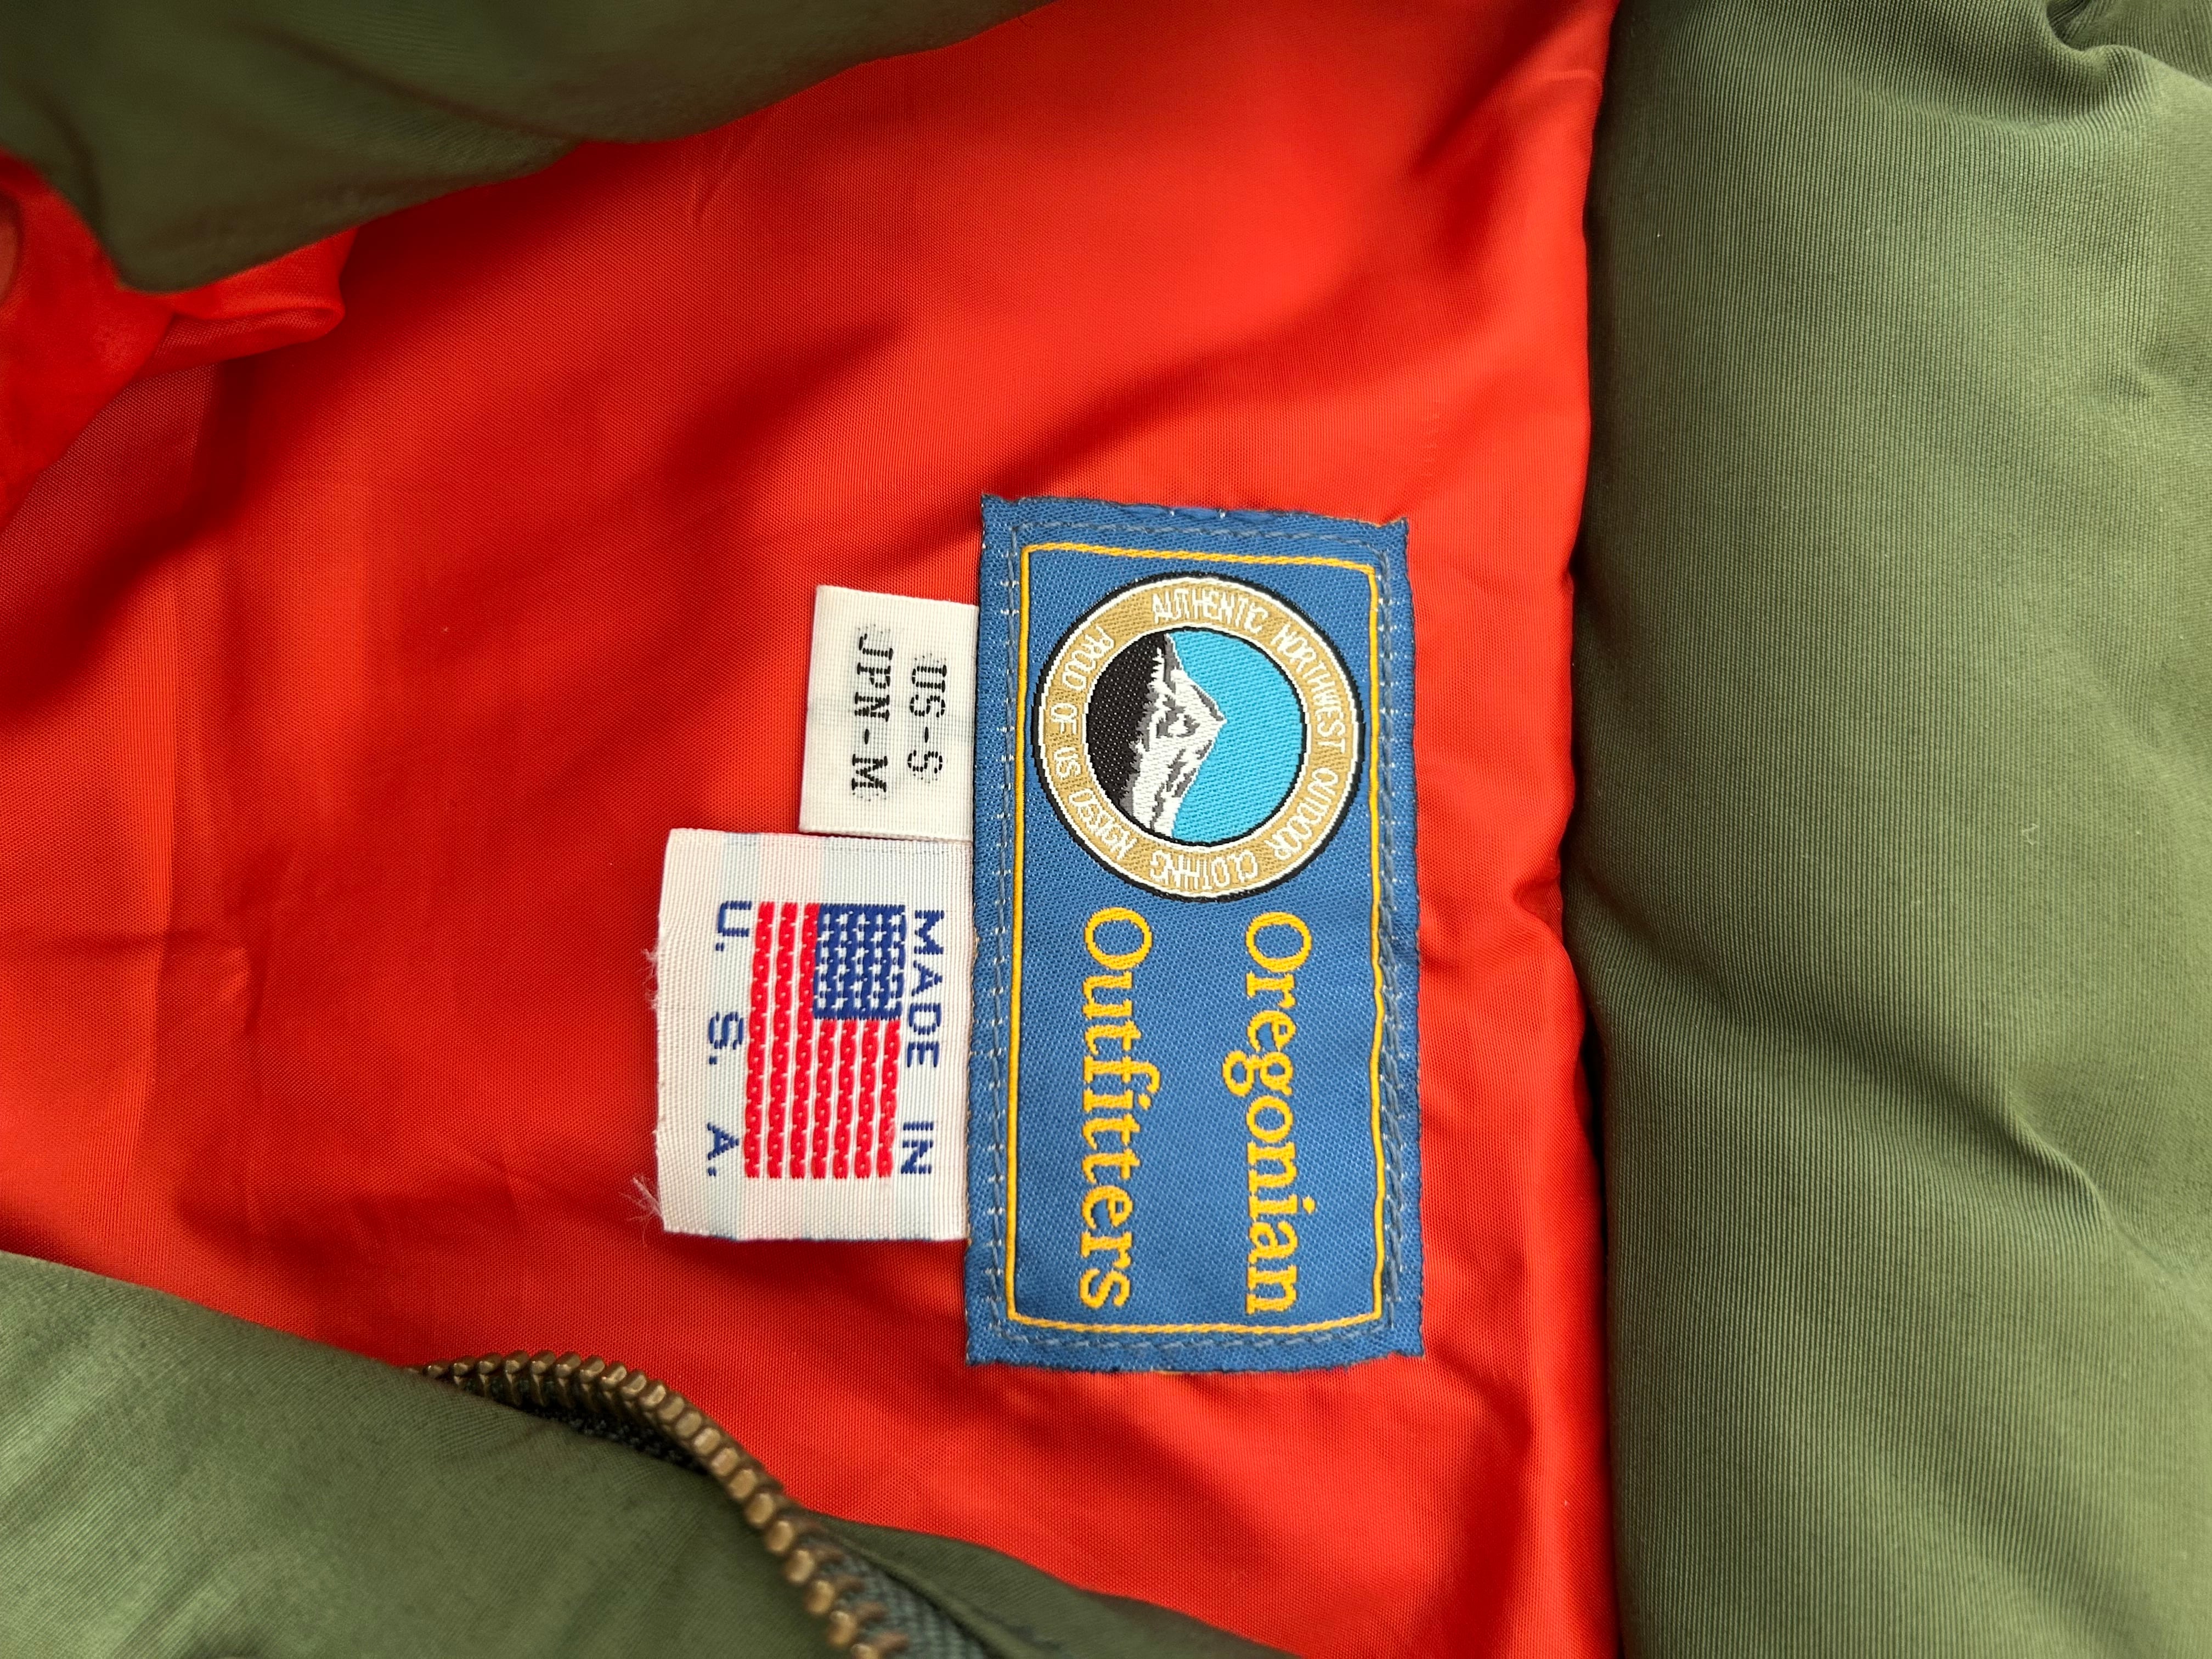 AUTHENTIC NORTHWEST OUTDOOR CLOTHING
PROUD OF US DESIGN
Oregonian
Outfitters
US-S
JPN-M
MADE IN
U. S. A.